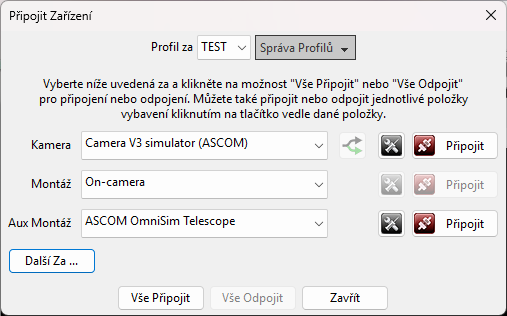 Připojit Zařízení
Profil za TEST Správa Profilů
Vyberte níže uvedená za a klikněte na možnost "Vše Připojit" nebo "Vše Odpojit"
pro připojení nebo odpojení. Můžete také připojit nebo odpojit jednotlivé položky
vybavení kliknutím na tlačítko vedle dané položky.
Kamera Camera V3 simulator (ASCOM) Připojit
Montáž On-camera Připojit
Aux Montáž ASCOM OmniSim Telescope Připojit
Další Za ...
Vše Připojit Vše Odpojit Zavřít